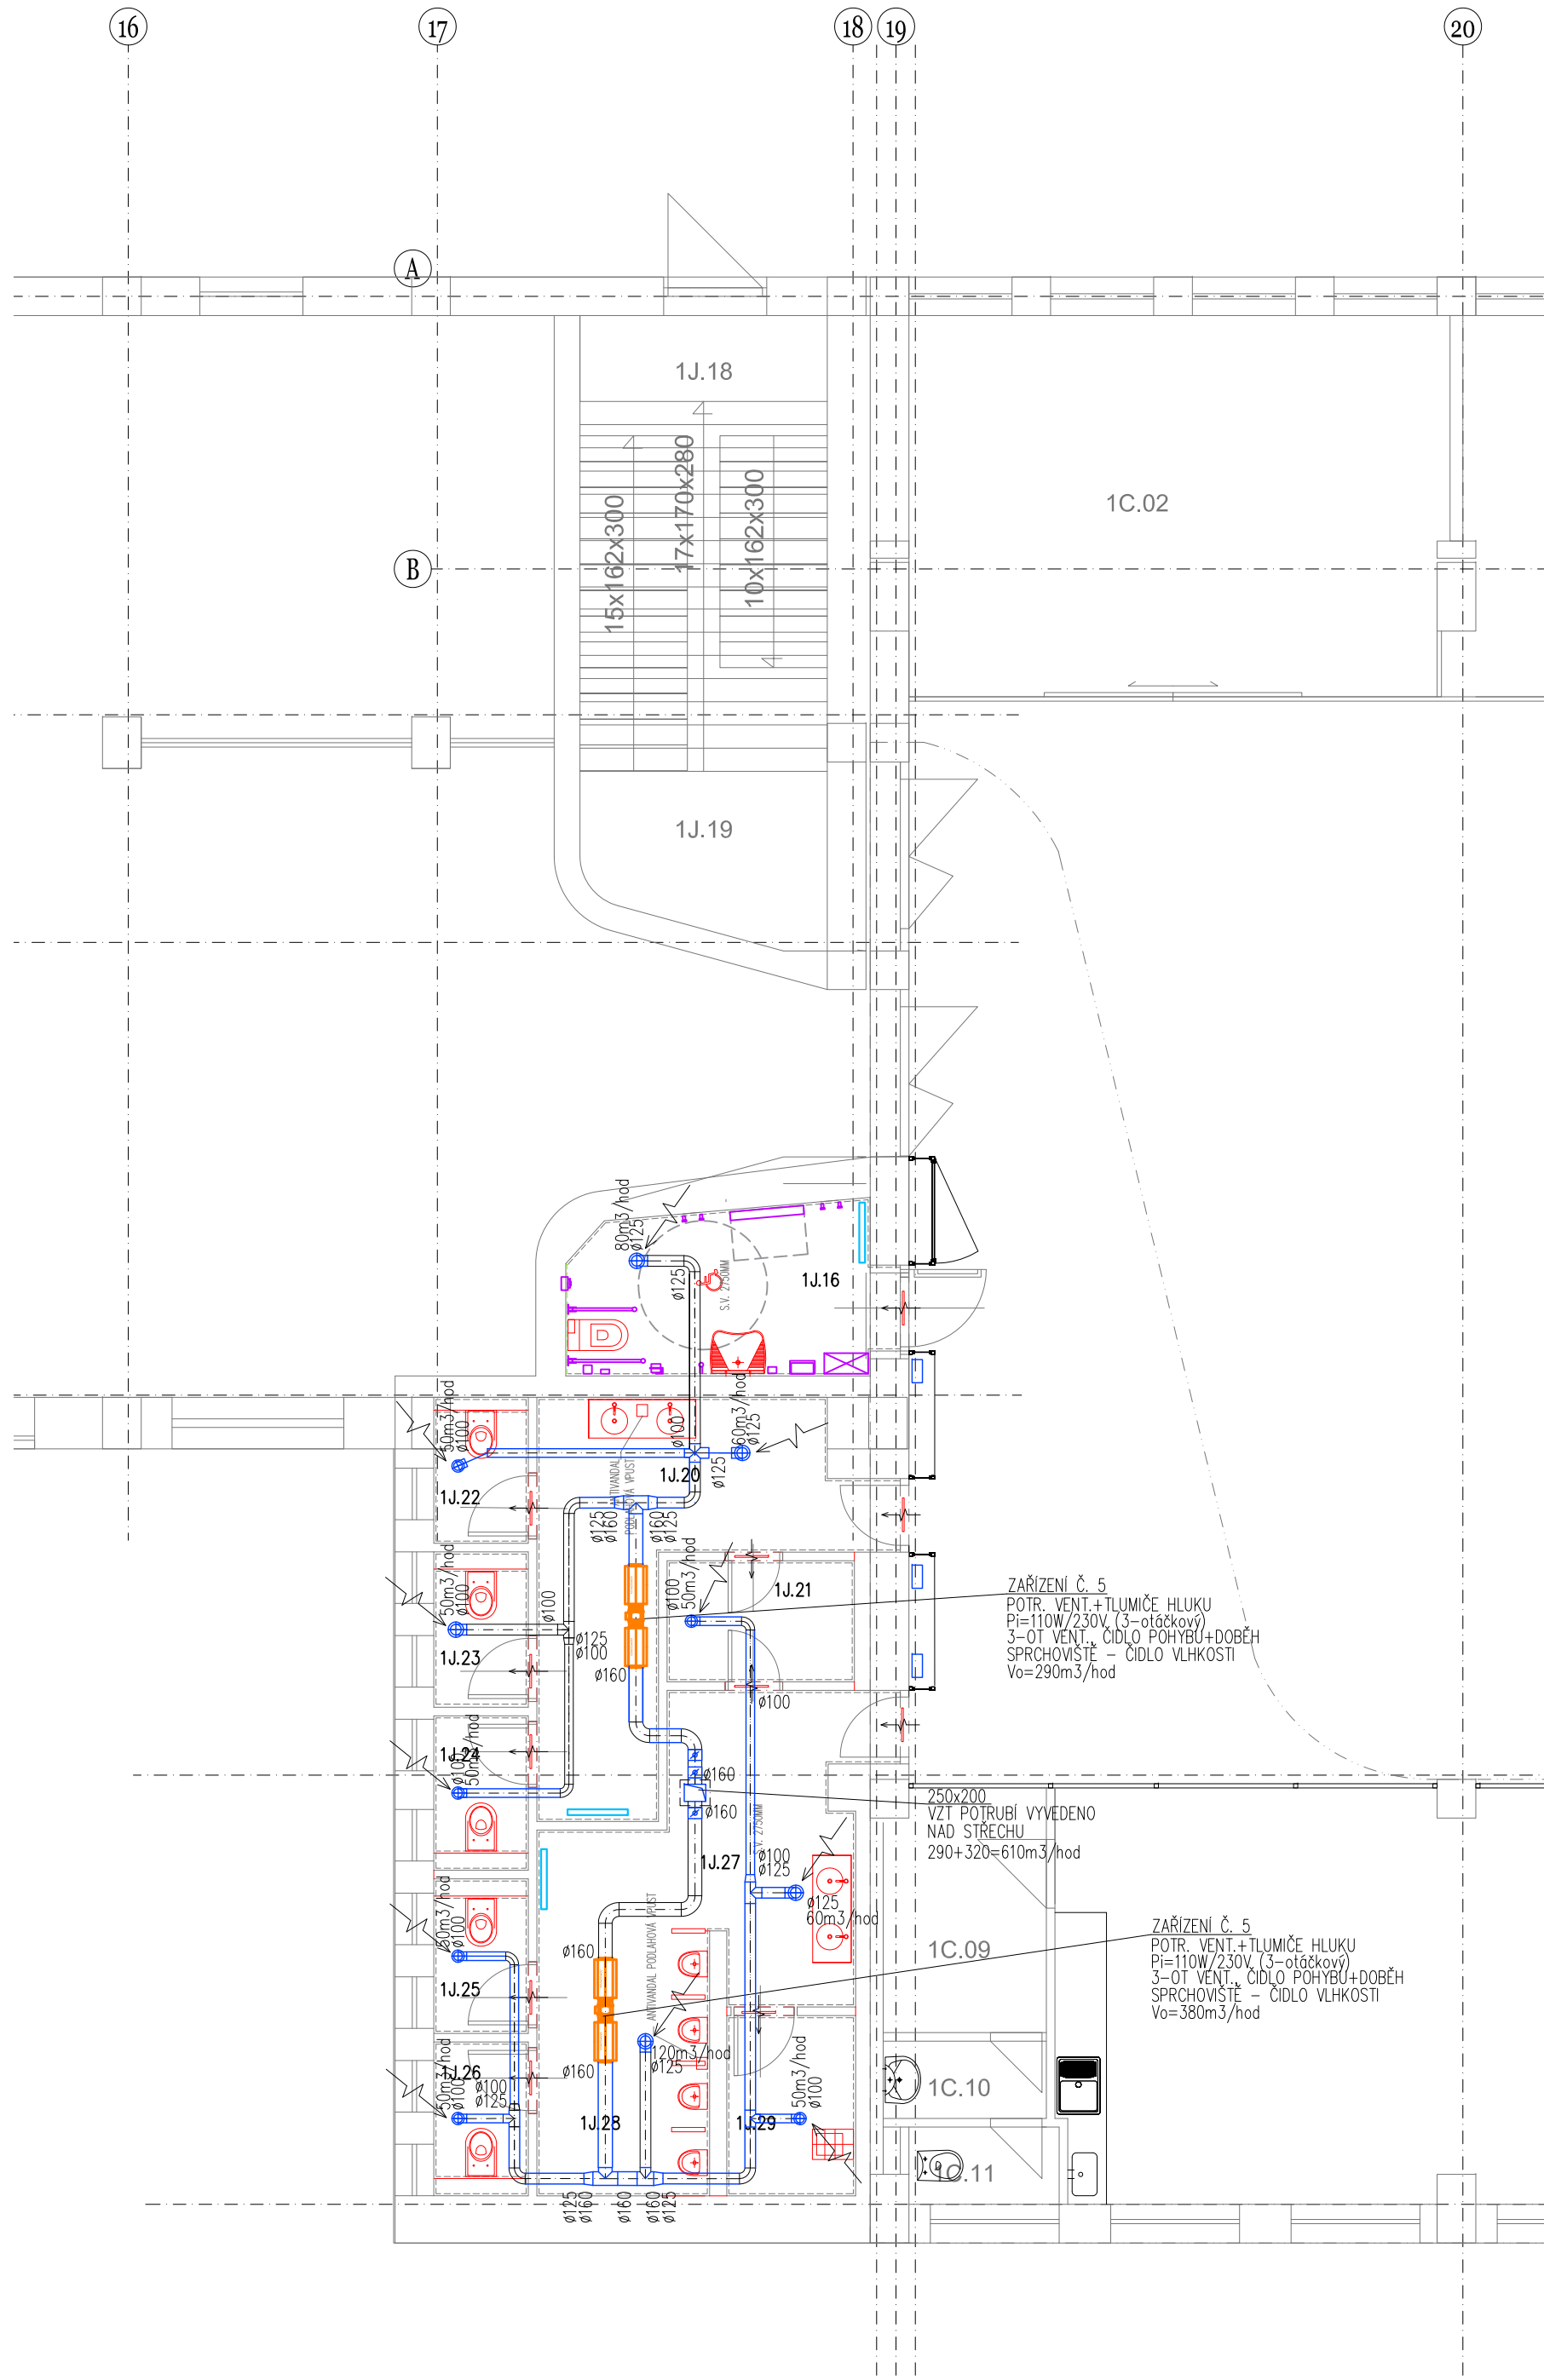 16
17
18
19
20
A
1J.18
15x162x300
17x170x280
10x162x300
1C.02
B
1J.19
80m3/hod
ø125
ø125
S.V. 2750MM
1J.16
50m3/hod
ø100
ø100
60m3/hod
ø125
ø125
1J.20
ANTIVANDAL
PODLAHOVÁ VPUST
1J.22
ø125
ø160
ø160
ø125
50m3/hod
ø100
ø100
ø100
50m3/hod
1J.21
ZAŘÍZENÍ Č. 5
POTR. VENT.+TLUMIČE HLUKU
Pi=110W/230V (3-otáčkový)
3-OT VENT., ČIDLO POHYBU+DOBĚH
SPRCHOVIŠTĚ - ČIDLO VLHKOSTI
Vo=290m3/hod
ø125
ø100
1J.23
ø160
ø100
1J.24
ø100
50m3/hod
ø160
ø160
250x200
VZT POTRUBÍ VYVEDENO
NAD STŘECHU
290+320=610m3/hod
S.V. 2750MM
1J.27
ø100
ø125
ø125
60m3/hod
50m3/hod
ø100
ø160
ANTIVANDAL PODLAHOVÁ VPUST
1C.09
ZAŘÍZENÍ Č. 5
POTR. VENT.+TLUMIČE HLUKU
Pi=110W/230V (3-otáčkový)
3-OT VENT., ČIDLO POHYBU+DOBĚH
SPRCHOVIŠTĚ - ČIDLO VLHKOSTI
Vo=380m3/hod
1J.25
120m3/hod
ø125
ø160
1J.26
50m3/hod
ø100
ø100
ø125
50m3/hod
ø100
1C.10
1J.28
1J.29
1C.11
ø125
ø160
ø160
ø160
ø125